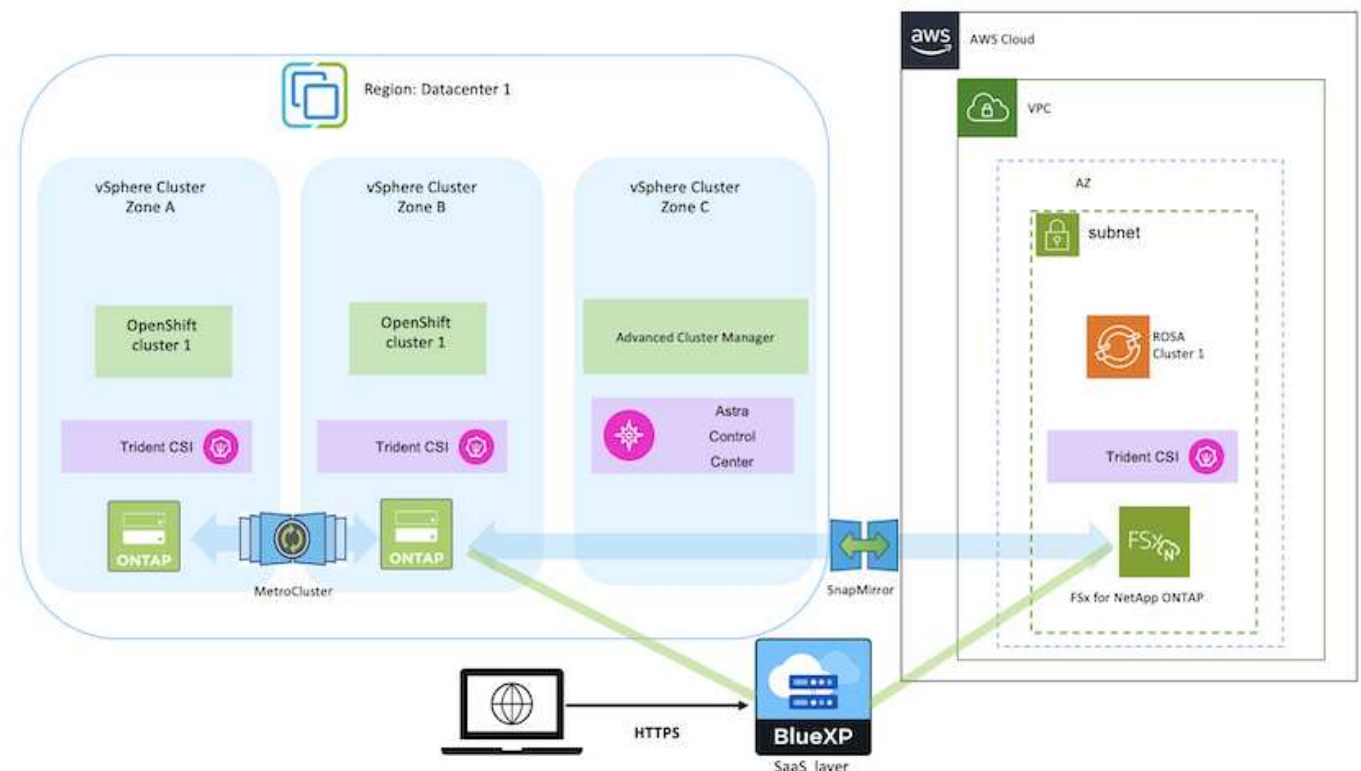 aws
AWS Cloud
Region: Datacenter 1
VPC
vSphere Cluster
Zone A
vSphere Cluster
Zone B
vSphere Cluster
Zone C
AZ
subnet
OpenShift
cluster 1
OpenShift
cluster 1
Advanced Cluster Manager
ROSA
Cluster 1
Trident CSI
Trident CSI
Astra
Control
Center
Trident CSI
ONTAP
ONTAP
MetroCluster
SnapMirror
FSx
N
FSx for NetApp ONTAP
HTTPS
BlueXP
SaaS layer